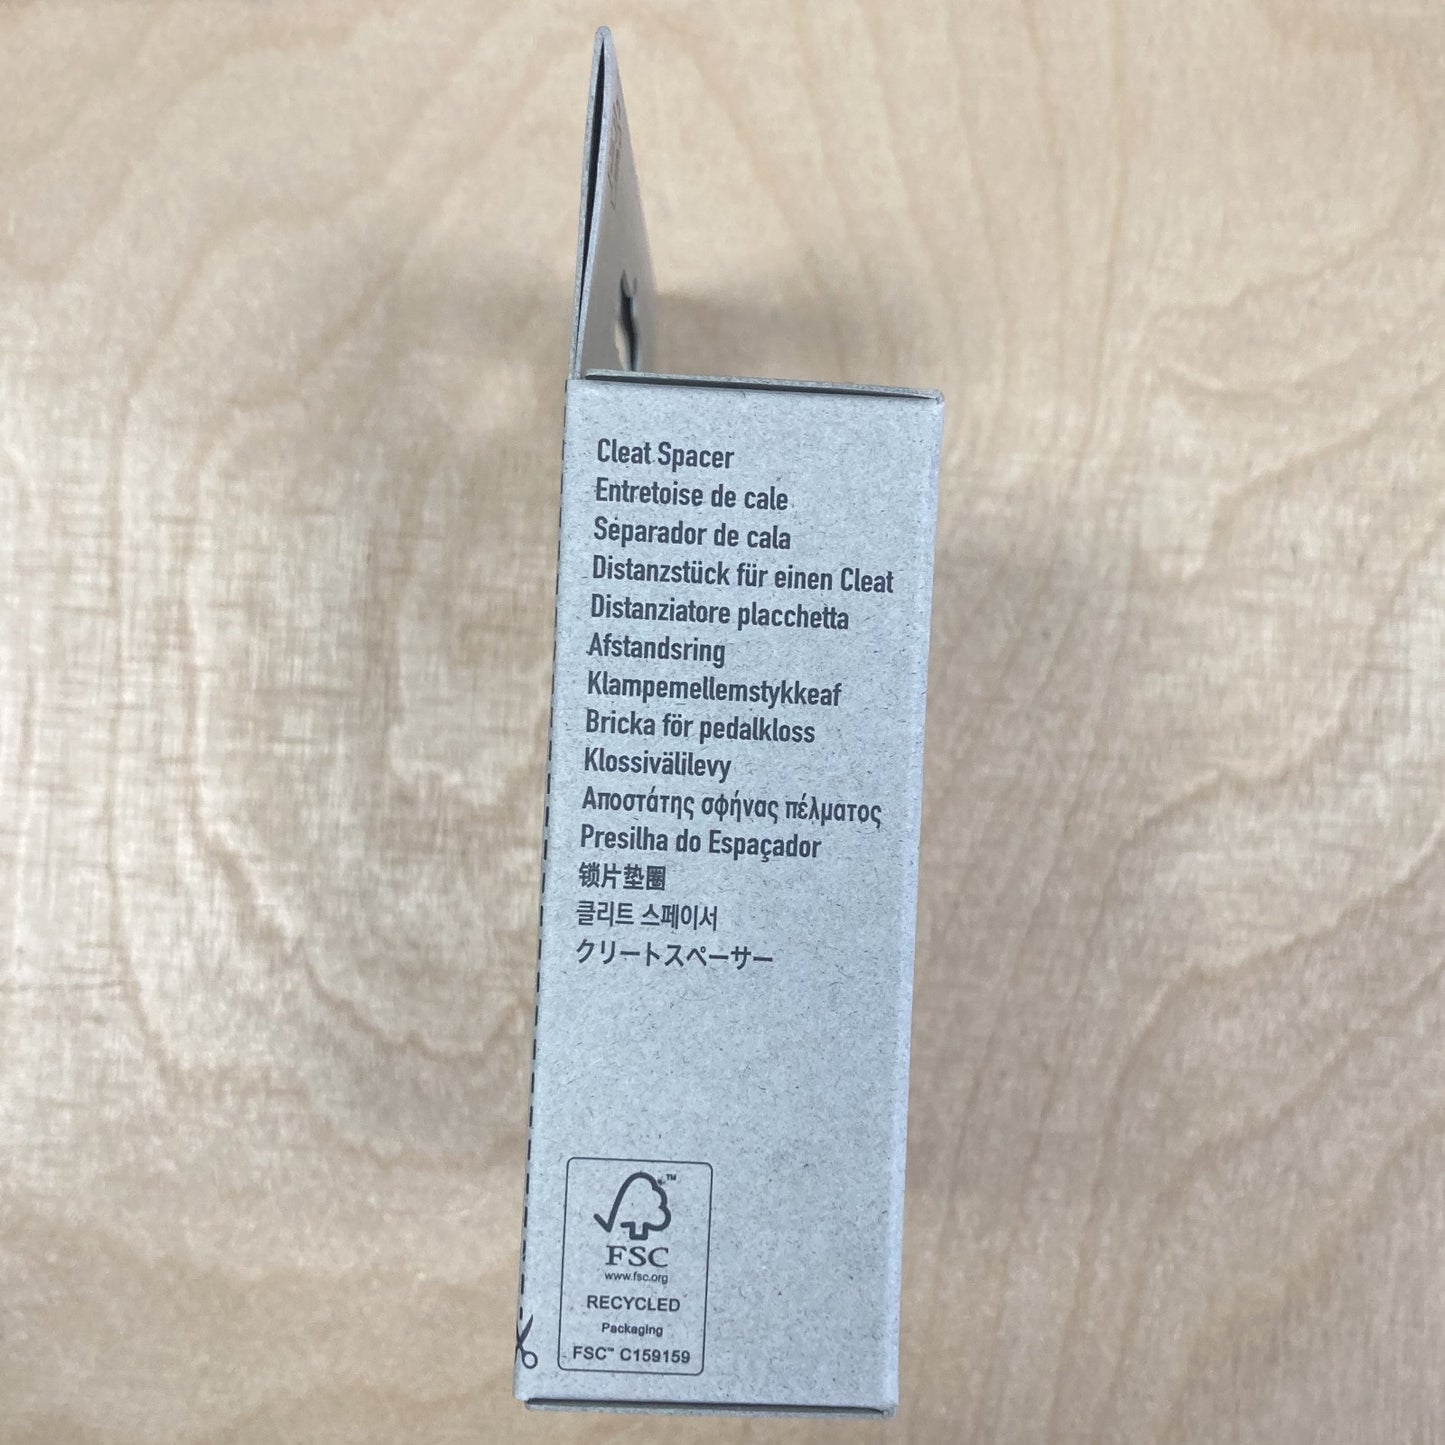 Cleat Spacer
Entretoise de cale
Separador de cala
Distanzstück für einen Cleat
Distanziatore placchetta
Afstandsring
Klampemellemstykkeaf
Bricka för pedalkloss
Klossivälilevy
Αποστάτης σφήνας πέλματος
Presilha do Espaçador
锁片垫圈
클리트 스페이서
クリートスペーサー
™
FSC
www.fsc.org
RECYCLED
Packaging
FSC™ C159159